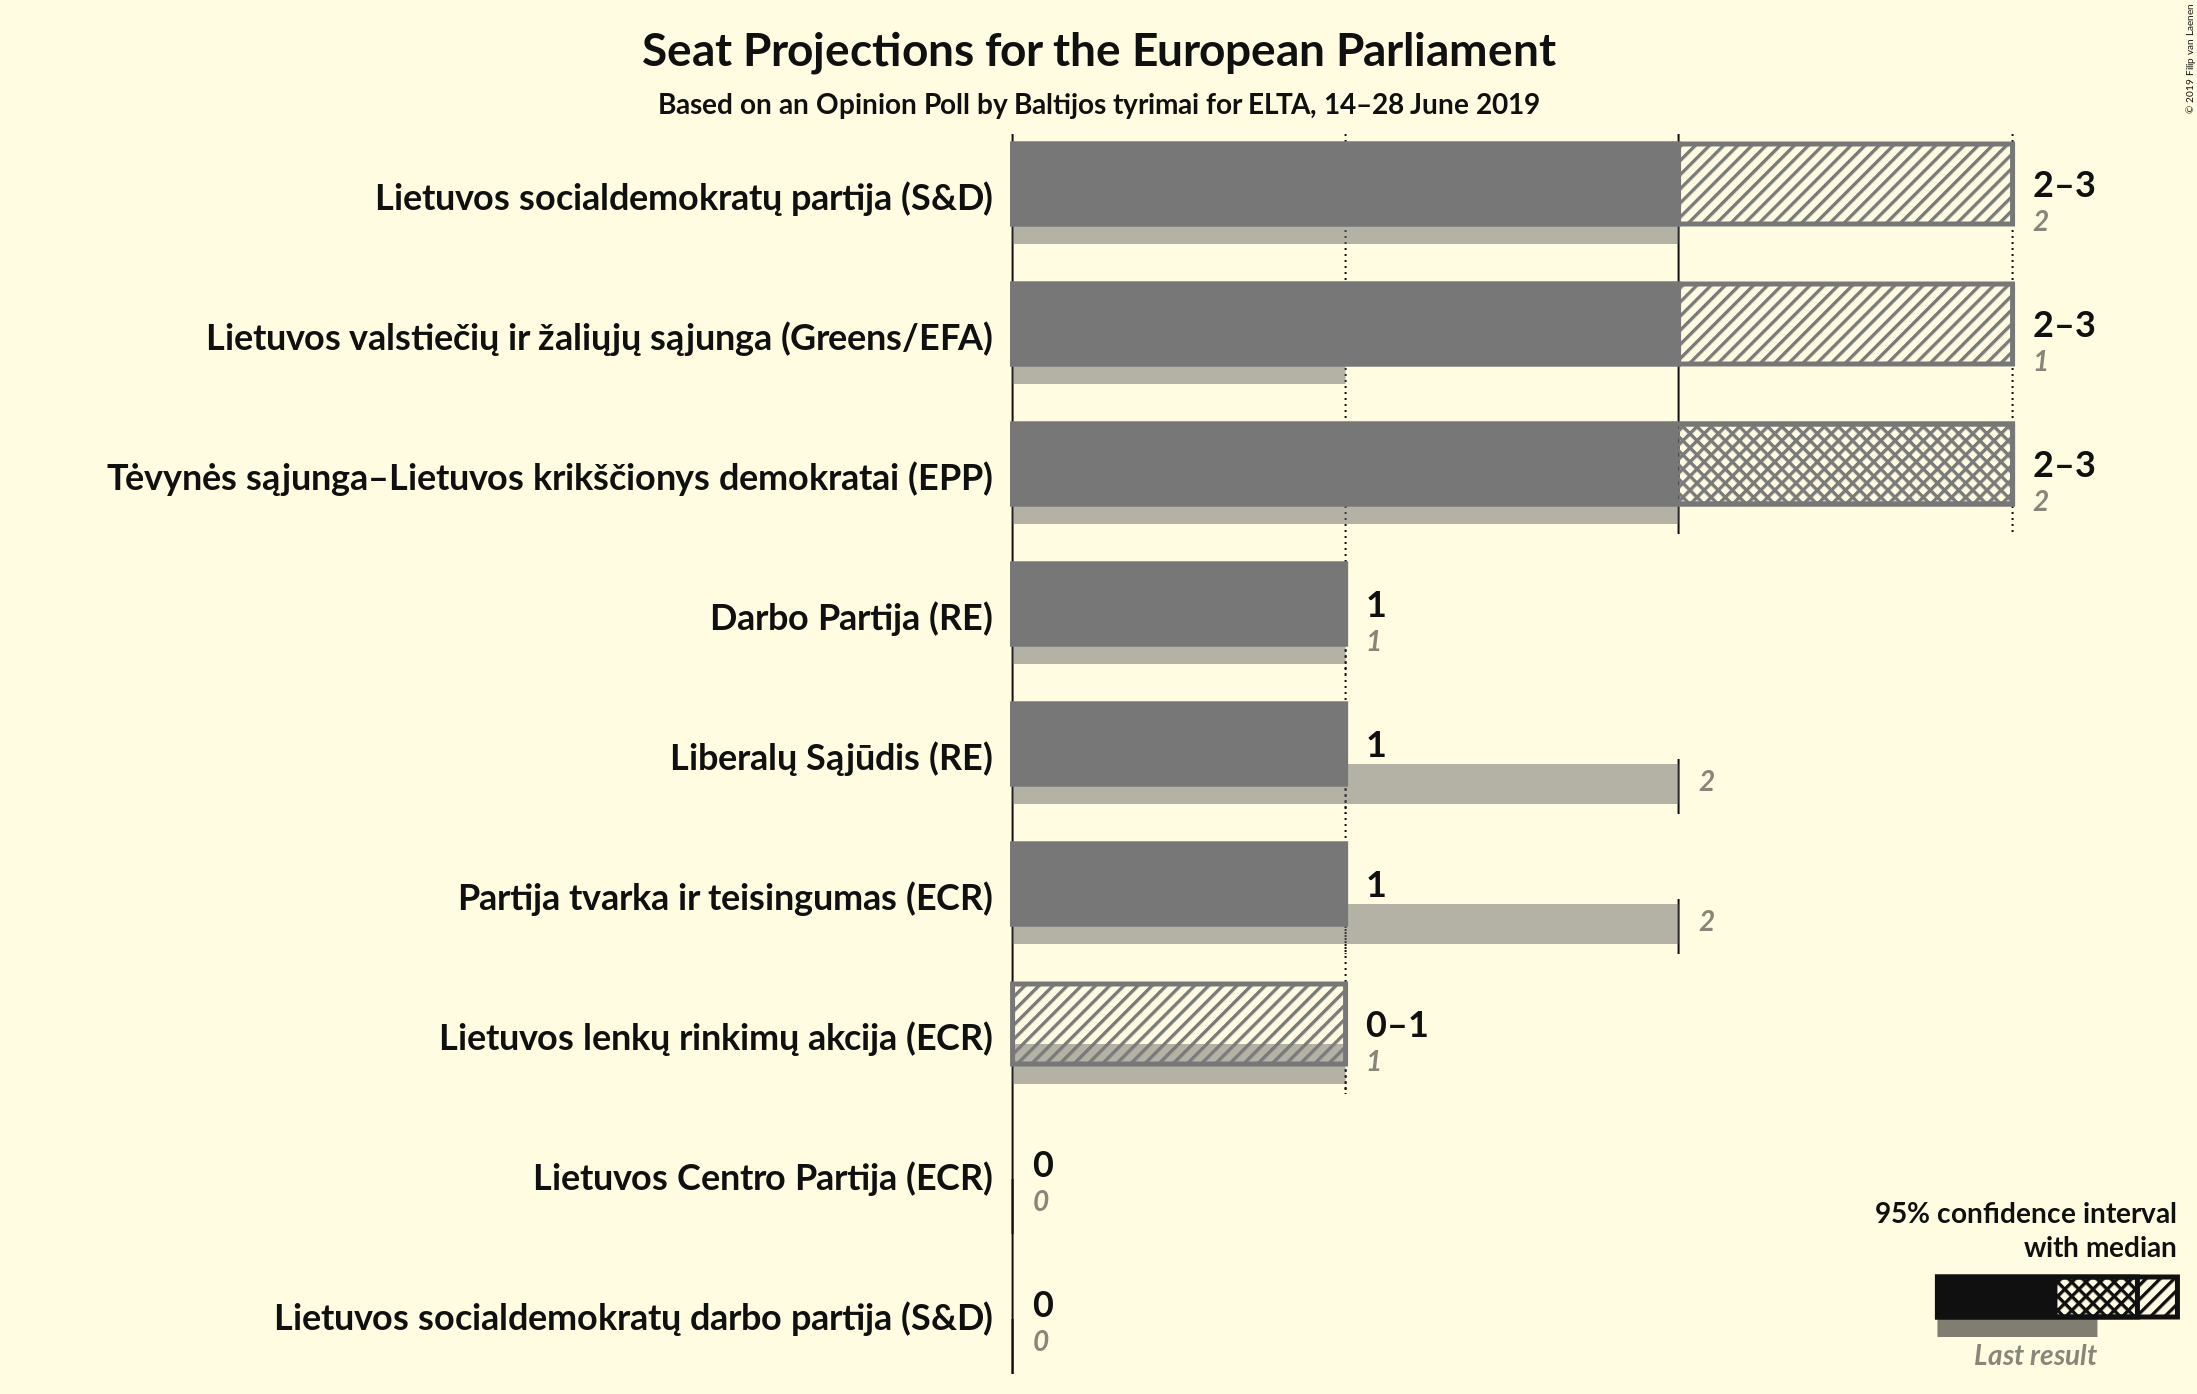 Seat Projections for the European Parliament
Based on an Opinion Poll by Baltijos tyrimai for ELTA, 14–28 June 2019
© 2019 Filip van Laenen
Lietuvos socialdemokratų partija (S&D)
2–3
2
Lietuvos valstiečių ir žaliųjų sąjunga (Greens/EFA)
2–3
1
Tėvynės sąjunga–Lietuvos krikščionys demokratai (EPP)
2–3
2
Darbo Partija (RE)
1
1
Liberalų Sąjūdis (RE)
1
2
Partija tvarka ir teisingumas (ECR)
1
2
Lietuvos lenkų rinkimų akcija (ECR)
0–1
1
Lietuvos Centro Partija (ECR)
0
0
Lietuvos socialdemokratų darbo partija (S&D)
0
0
95% confidence interval
with median
Last result